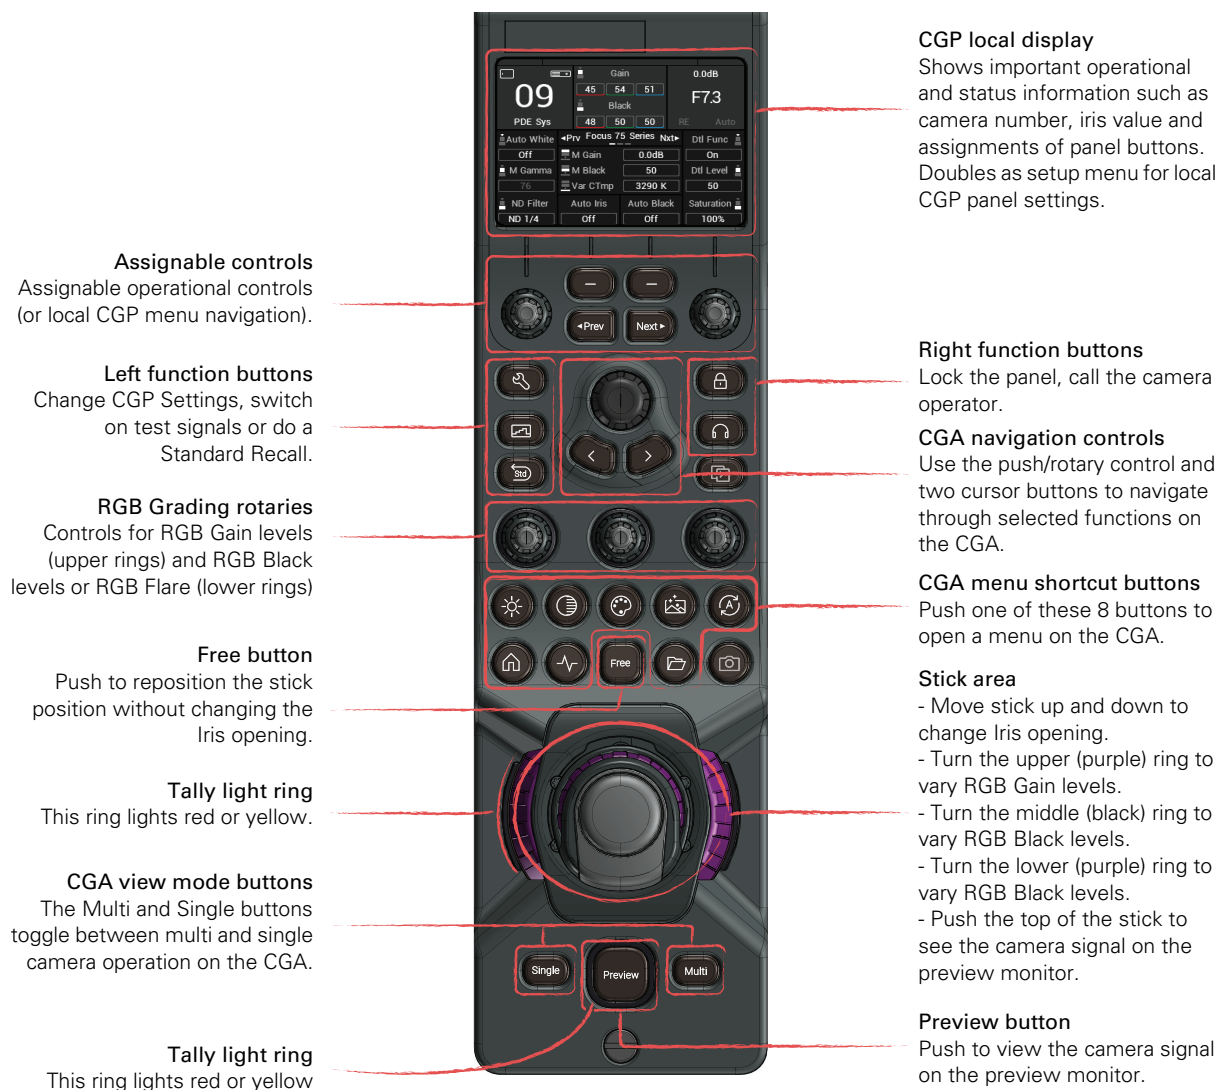 CGP local display
Shows important operational
and status information such as
camera number, iris value and
assignments of panel buttons.
Doubles as setup menu for local
CGP panel settings.
Gain
0.0dB
09
45 54 51
F7.3
Black
PDE Sys
48 50 50
RE Auto
Auto White
◂Prv Focus 75 Series Nxt▸
Dtl Func
Off
M Gain 0.0dB
On
M Gamma
M Black 50
Dtl Level
76
Var CTmp 3290 K
50
ND Filter Auto Iris Auto Black Saturation
ND 1/4 Off Off 100%
Assignable controls
Assignable operational controls
(or local CGP menu navigation).
◂Prev Next▸
Left function buttons
Change CGP Settings, switch
on test signals or do a
Standard Recall.
Std
Right function buttons
Lock the panel, call the camera
operator.
CGA navigation controls
Use the push/rotary control and
two cursor buttons to navigate
through selected functions on
the CGA.
RGB Grading rotaries
Controls for RGB Gain levels
(upper rings) and RGB Black
levels or RGB Flare (lower rings)
CGA menu shortcut buttons
Push one of these 8 buttons to
open a menu on the CGA.
A
Free
Free button
Push to reposition the stick
position without changing the
Iris opening.
Stick area
- Move stick up and down to
change Iris opening.
- Turn the upper (purple) ring to
vary RGB Gain levels.
- Turn the middle (black) ring to
vary RGB Black levels.
- Turn the lower (purple) ring to
vary RGB Black levels.
- Push the top of the stick to
see the camera signal on the
preview monitor.
Tally light ring
This ring lights red or yellow.
CGA view mode buttons
The Multi and Single buttons
toggle between multi and single
camera operation on the CGA.
Single Preview Multi
Preview button
Push to view the camera signal
on the preview monitor.
Tally light ring
This ring lights red or yellow